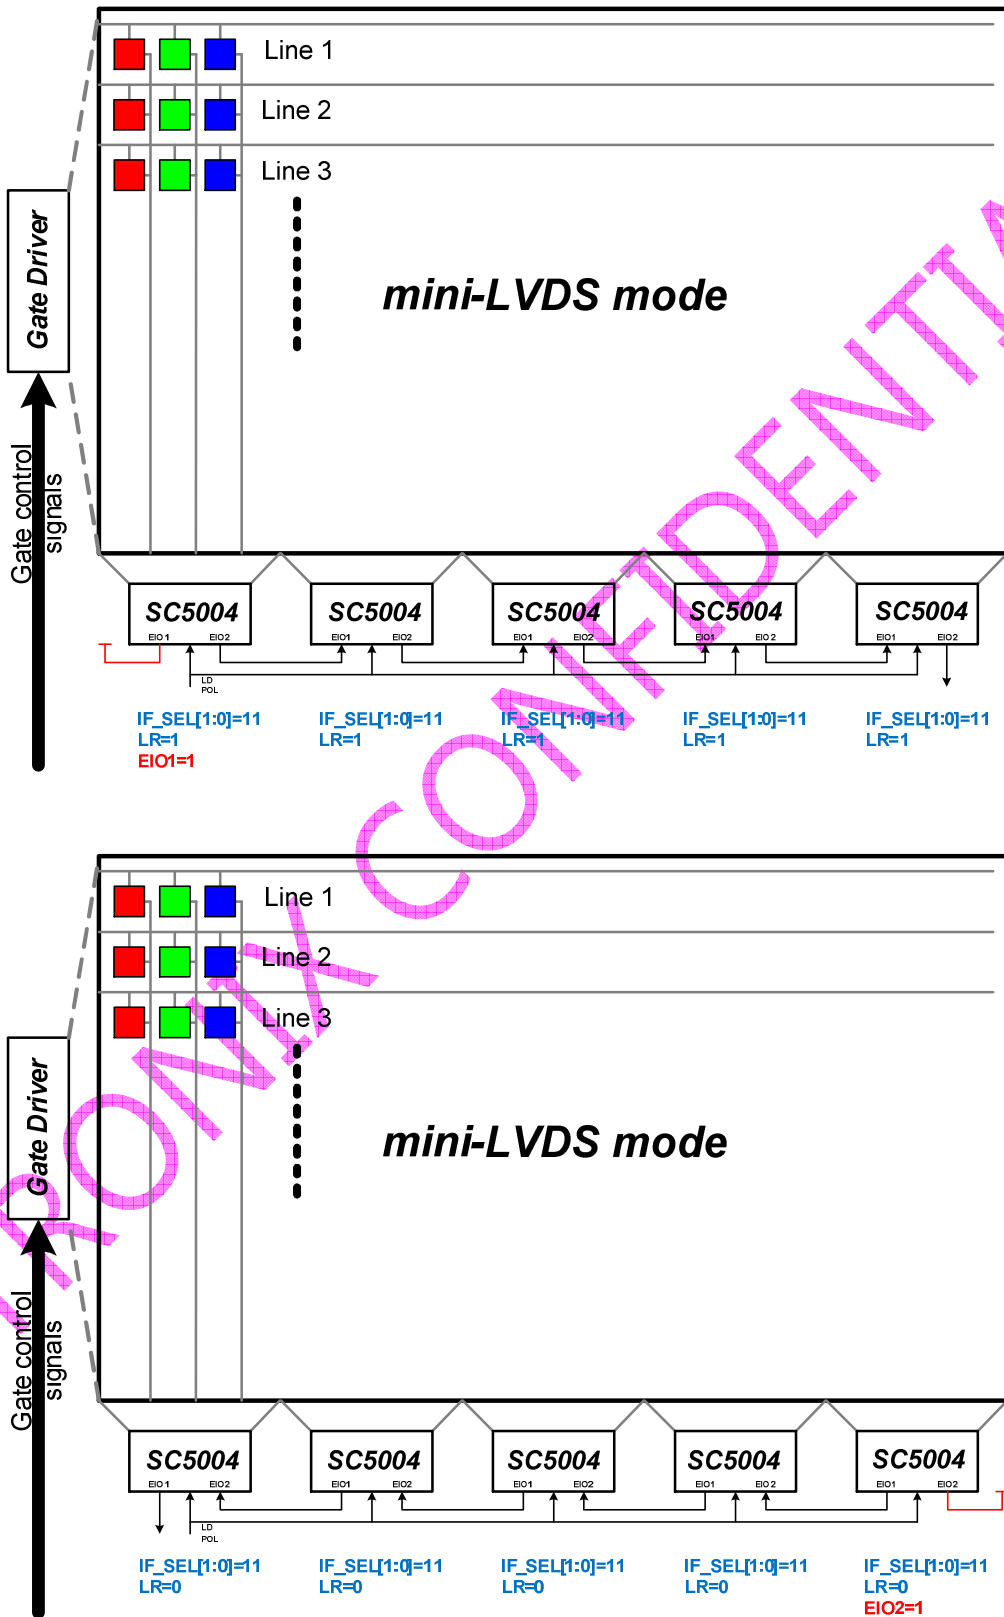 Line 1
Line 2
Line 3
Gate Driver
mini-LVDS mode
Gate control
signals
SC5004 SC5004 SC5004 SC5004 SC5004
EIO1 EIO2 EIO1 EIO2 EIO1 EIO2 EIO1 EIO2 EIO1 EIO2
LD
POL
IF_SEL[1:0]=11 IF_SEL[1:0]=11 IF_SEL[1:0]=11 IF_SEL[1:0]=11 IF_SEL[1:0]=11
LR=1 LR=1 LR=1 LR=1 LR=1
EIO1=1
Line 1
Line 2
Line 3
Gate Driver
mini-LVDS mode
Gate control
signals
SC5004 SC5004 SC5004 SC5004 SC5004
EIO1 EIO2 EIO1 EIO2 EIO1 EIO2 EIO1 EIO2 EIO1 EIO2
LD
POL
IF_SEL[1:0]=11 IF_SEL[1:0]=11 IF_SEL[1:0]=11 IF_SEL[1:0]=11 IF_SEL[1:0]=11
LR=0 LR=0 LR=0 LR=0 LR=0
EIO2=1
RONIX CONFIDENTIA